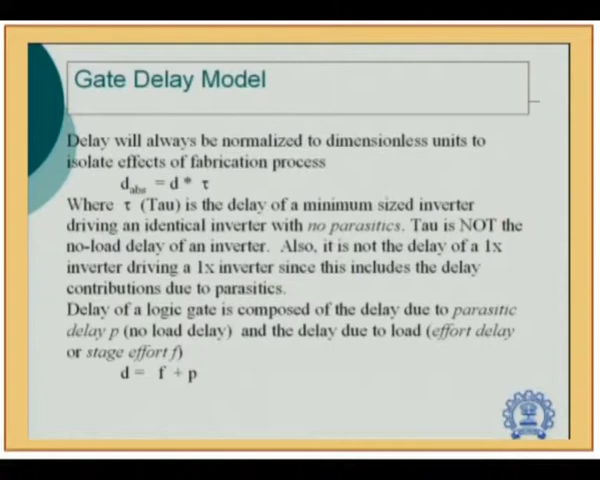 Gate Delay Model
Delay will always be normalized to dimensionless units to
isolate effects of fabrication process
dabs = d * τ
Where τ (Tau) is the delay of a minimum sized inverter
driving an identical inverter with no parasitics. Tau is NOT the
no-load delay of an inverter. Also, it is not the delay of a 1x
inverter driving a 1x inverter since this includes the delay
contributions due to parasitics.
Delay of a logic gate is composed of the delay due to parasitic
delay p (no load delay) and the delay due to load (effort delay
or stage effort f)
d = f + p